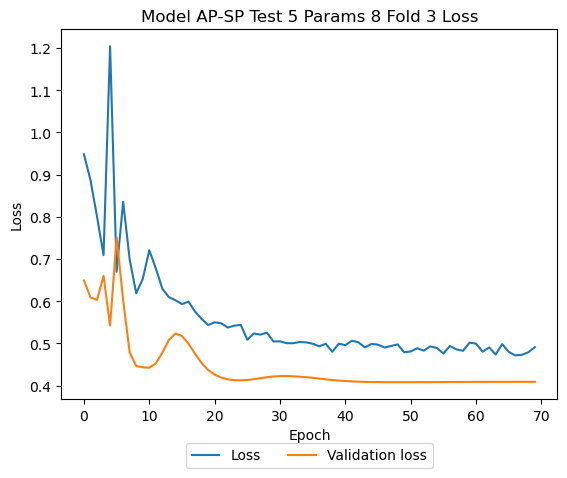 Model AP-SP Test 5 Params 8 Fold 3 Loss
1.2
1.1
1.0
0.9
0.8
0.7
0.6
0.5
0.4
Loss
0 10 20 30 40 50 60 70
Epoch
Loss Validation loss